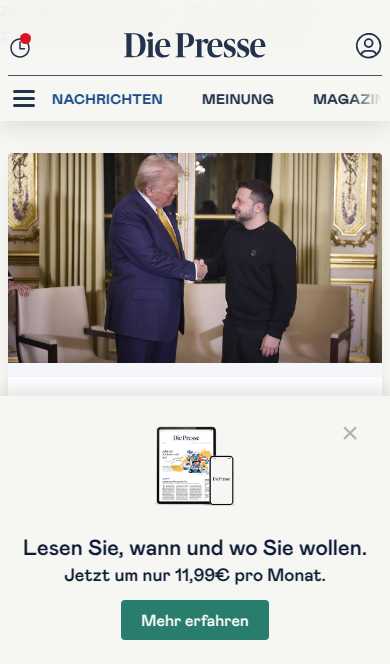 Die Presse
NACHRICHTEN
MEINUNG
MAGAZIN
Die Presse
Die Presse
Lesen Sie, wann und wo Sie wollen.
Jetzt um nur 11,99€ pro Monat.
Mehr erfahren